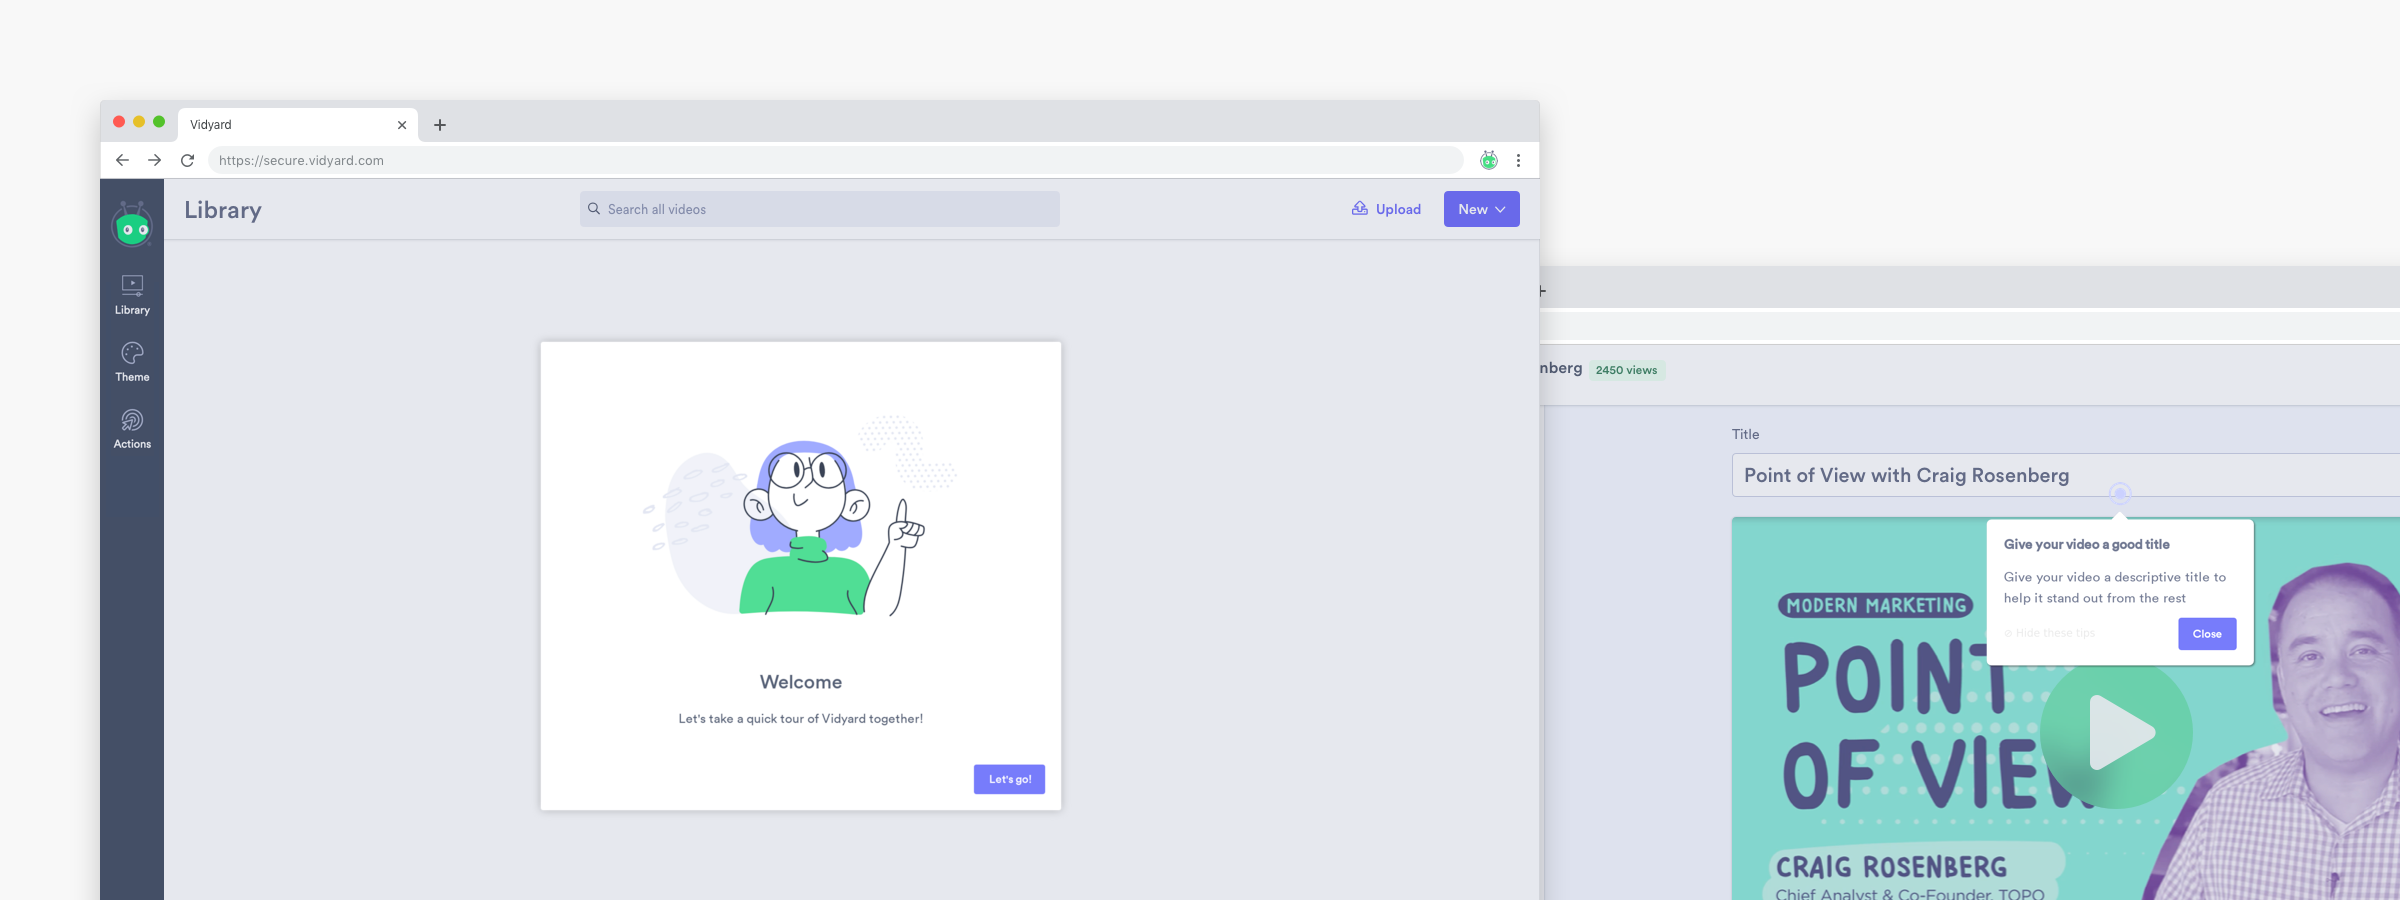 Vidyard
https://secure.vidyard.com
Library
Search all videos
Upload
New
Library
Theme
Actions
Welcome
Let's take a quick tour of Vidyard together!
Let's go!
nberg
2450 views
Title
Point of View with Craig Rosenberg
Give your video a good title
Give your video a descriptive title to
help it stand out from the rest
Hide these tips
Close
MODERN MARKETING
POINT
OF VIEW
CRAIG ROSENBERG
Chief Analyst & Co-Founder, TOPO